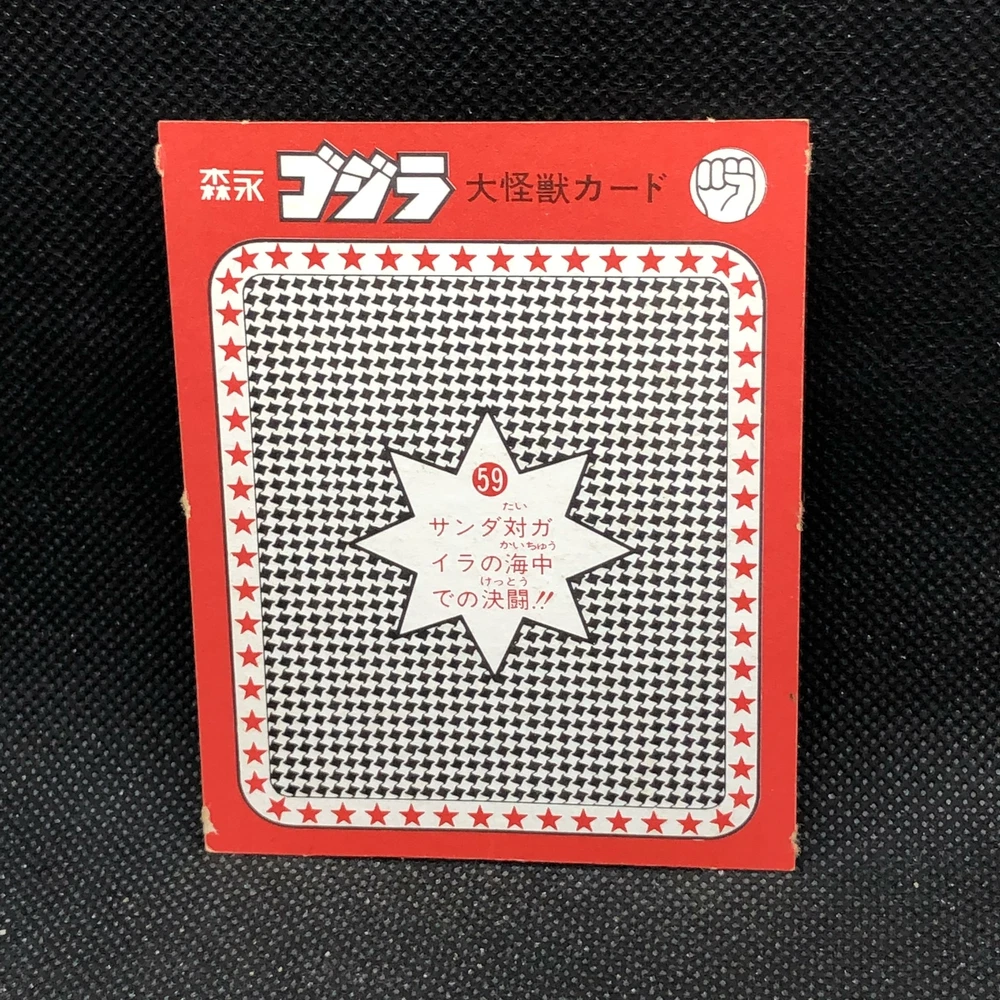 森永 ゴジラ 大怪獣カード
59
たい
サンダ対ガ
かいちゅう
イラの海中
けっとう
での決闘!!